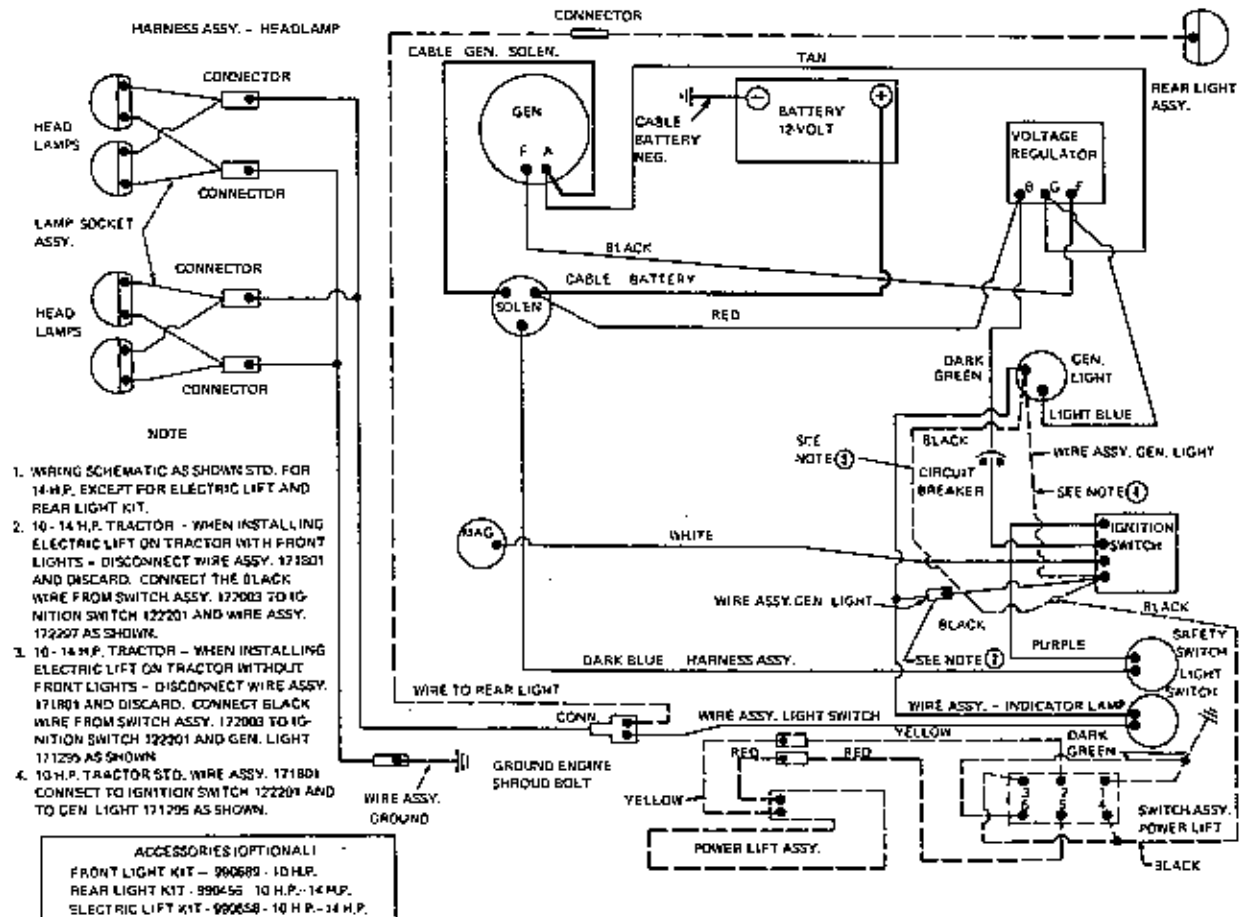 HARNESS ASSY. - HEADLAMP
CONNECTOR
CABLE GEN. SOLEN.
TAN
REAR LIGHT
ASSY.
CONNECTOR
HEAD
LAMPS
CONNECTOR
LAMP SOCKET
ASSY.
CONNECTOR
HEAD
LAMPS
CONNECTOR
GEN
F A
CABLE
BATTERY
NEG.
- BATTERY +
12-VOLT
VOLTAGE
REGULATOR
B G F
BLACK
CABLE BATTERY
SOLEN
RED
DARK
GREEN
GEN.
LIGHT
LIGHT BLUE
SEE
NOTE 3
BLACK
CIRCUIT
BREAKER
WIRE ASSY. GEN. LIGHT
SEE NOTE 4
IGNITION
SWITCH
MAG
WHITE
WIRE ASSY. GEN. LIGHT
BLACK
BLACK
SEE NOTE 2
PURPLE
SAFETY
SWITCH
LIGHT
SWITCH
DARK BLUE HARNESS ASSY.
WIRE TO REAR LIGHT
WIRE ASSY. - INDICATOR LAMP
CONN.
WIRE ASSY. LIGHT SWITCH
YELLOW
DARK
GREEN
RED RED
GROUND ENGINE
SHROUD BOLT
WIRE ASSY.
GROUND
YELLOW
POWER LIFT ASSY.
SWITCH ASSY.
POWER LIFT
BLACK
NOTE
1. WIRING SCHEMATIC AS SHOWN STD. FOR
14-H.P. EXCEPT FOR ELECTRIC LIFT AND
REAR LIGHT KIT.
2. 10 - 14 H.P. TRACTOR - WHEN INSTALLING
ELECTRIC LIFT ON TRACTOR WITH FRONT
LIGHTS - DISCONNECT WIRE ASSY. 171801
AND DISCARD. CONNECT THE BLACK
WIRE FROM SWITCH ASSY. 172003 TO IG-
NITION SWITCH 122201 AND WIRE ASSY.
172297 AS SHOWN.
3. 10 - 14 H.P. TRACTOR - WHEN INSTALLING
ELECTRIC LIFT ON TRACTOR WITHOUT
FRONT LIGHTS - DISCONNECT WIRE ASSY.
171801 AND DISCARD. CONNECT BLACK
WIRE FROM SWITCH ASSY. 172003 TO IG-
NITION SWITCH 122201 AND GEN. LIGHT
171295 AS SHOWN
4. 10 H.P. TRACTOR STD. WIRE ASSY. 171801
CONNECT TO IGNITION SWITCH 122201 AND
TO GEN. LIGHT 171295 AS SHOWN.
ACCESSORIES (OPTIONAL)
FRONT LIGHT KIT - 990689 - 10 H.P.
REAR LIGHT KIT - 990456 10 H.P. - 14 H.P.
ELECTRIC LIFT KIT - 990658 - 10 H.P. - 14 H.P.